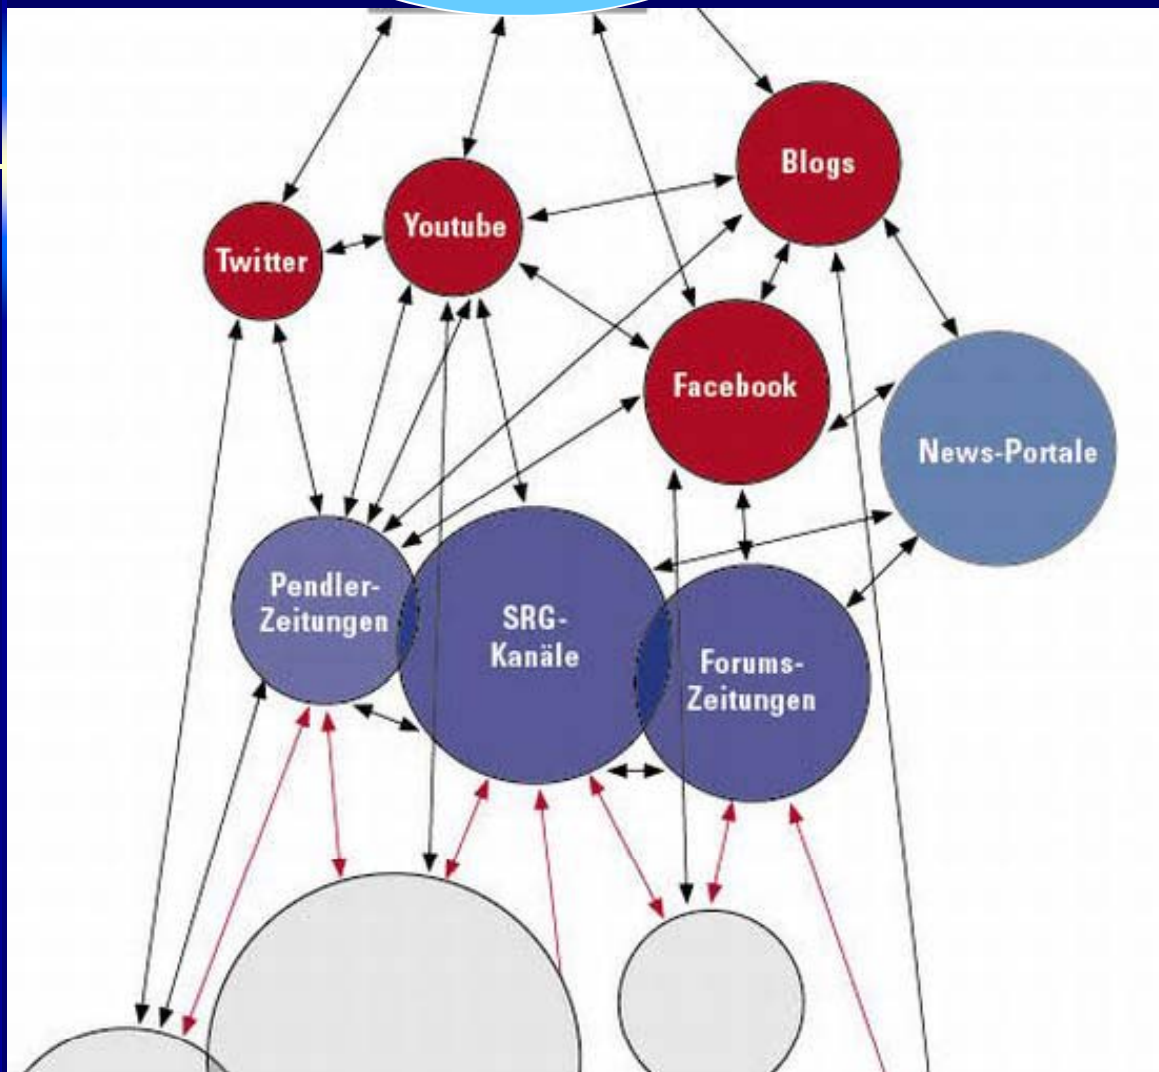 Blogs
Youtube
Twitter
Facebook
News-Portale
Pendler-
Zeitungen
SRG-
Kanäle
Forums-
Zeitungen